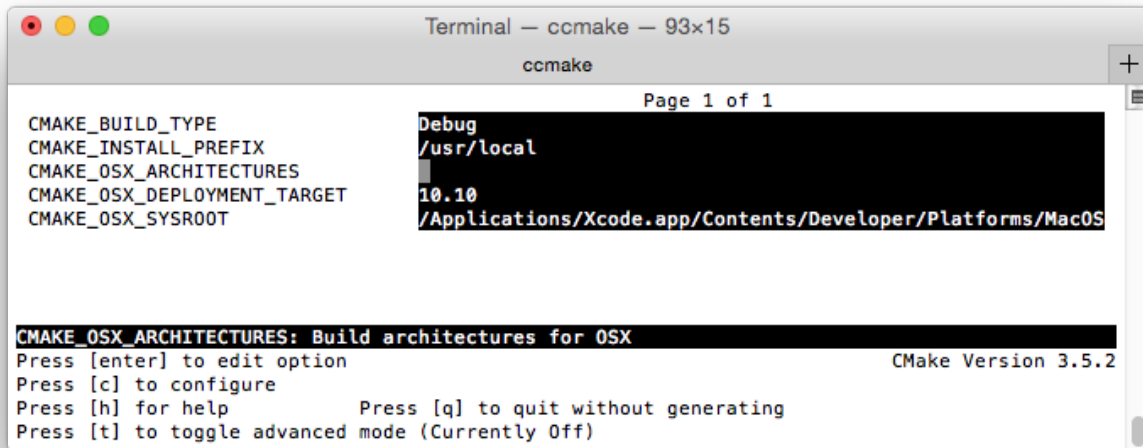 Terminal — ccmake — 93×15
ccmake
+
Page 1 of 1
CMAKE_BUILD_TYPE Debug
CMAKE_INSTALL_PREFIX /usr/local
CMAKE_OSX_ARCHITECTURES
CMAKE_OSX_DEPLOYMENT_TARGET 10.10
CMAKE_OSX_SYSROOT /Applications/Xcode.app/Contents/Developer/Platforms/MacOS
CMAKE_OSX_ARCHITECTURES: Build architectures for OSX
Press [enter] to edit option CMake Version 3.5.2
Press [c] to configure
Press [h] for help Press [q] to quit without generating
Press [t] to toggle advanced mode (Currently Off)